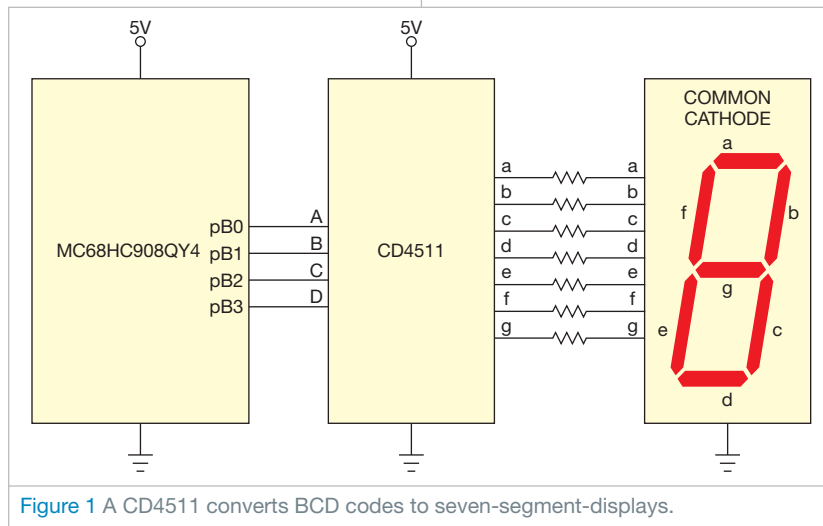 5V
5V
COMMON
CATHODE
a
f
b
g
e
c
d
MC68HC908QY4
pB0
pB1
pB2
pB3
A
B
C
D
CD4511
a
b
c
d
e
f
g
a
b
c
d
e
f
g
Figure 1 A CD4511 converts BCD codes to seven-segment-displays.